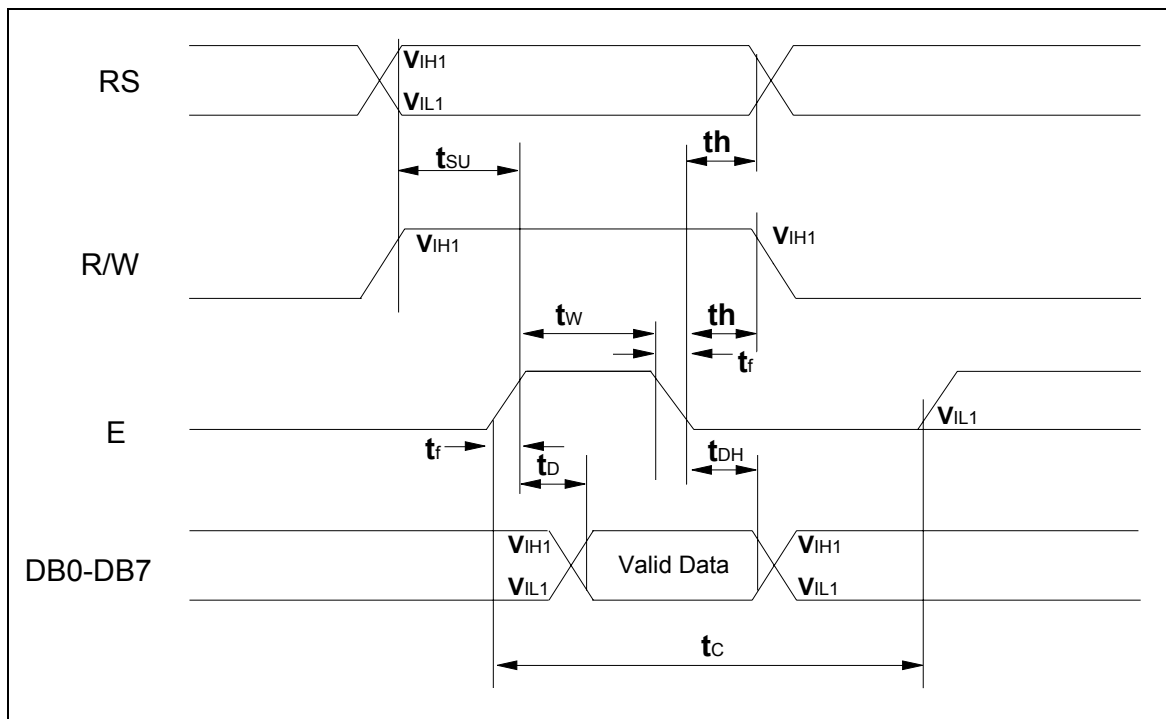 RS
VIH1
VIL1
tSU
th
R/W
VIH1
VIH1
tW
th
tf
E
VIL1
tf
tD
tDH
DB0-DB7
VIH1
VIL1
Valid Data
VIH1
VIL1
tC